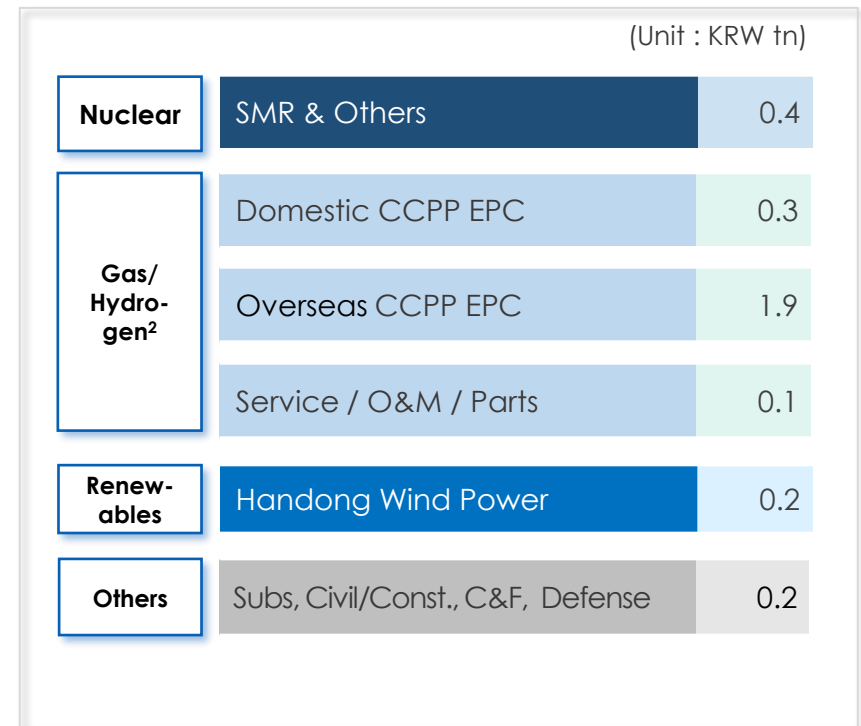 (Unit : KRW tn)
Nuclear SMR & Others 0.4
Domestic CCPP EPC 0.3
Gas/
Hydro-
gen²
Overseas CCPP EPC 1.9
Service / O&M / Parts 0.1
Renew-
ables
Handong Wind Power 0.2
Others Subs, Civil/Const., C&F, Defense 0.2